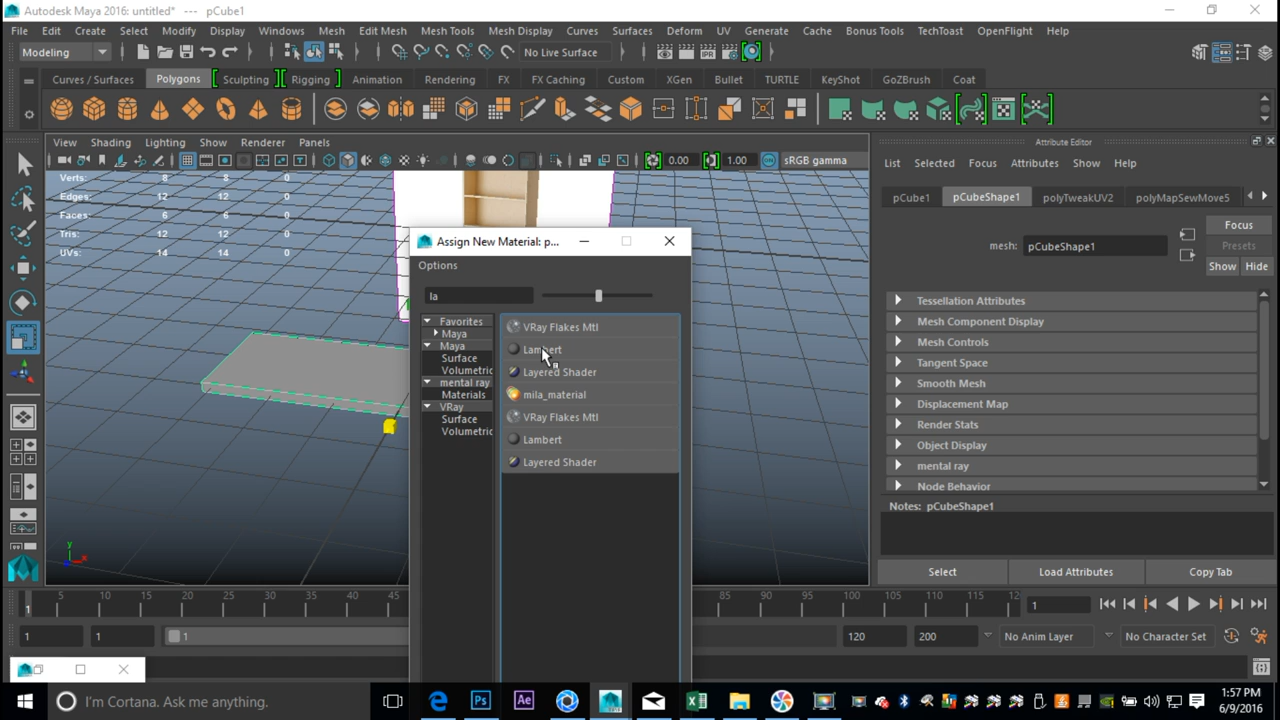 Autodesk Maya 2016: untitled* --- pCube1
File Edit Create Select Modify Display Windows Mesh Edit Mesh Mesh Tools Mesh Display Curves Surfaces Deform UV Generate Cache Bonus Tools TechToast OpenFlight Help
Modeling No Live Surface
Curves / Surfaces Polygons Sculpting Rigging Animation Rendering FX FX Caching Custom XGen Bullet TURTLE KeyShot GoZBrush Coat
View Shading Lighting Show Renderer Panels
0.00 1.00 sRGB gamma
Verts: 8 8 0
Edges: 12 12 0
Faces: 6 6 0
Tris: 12 12 0
UVs: 14 14 0
Assign New Material: p...
Options
la
Favorites
Maya
Maya
Surface
Volumetric
mental ray
Materials
VRay
Surface
Volumetric
VRay Flakes Mtl
Lambert
Layered Shader
mila_material
VRay Flakes Mtl
Lambert
Layered Shader
y
x
Attribute Editor
List Selected Focus Attributes Show Help
pCube1 pCubeShape1 polyTweakUV2 polyMapSewMove5
mesh: pCubeShape1
Focus
Presets
Show Hide
Tessellation Attributes
Mesh Component Display
Mesh Controls
Tangent Space
Smooth Mesh
Displacement Map
Render Stats
Object Display
mental ray
Node Behavior
Notes: pCubeShape1
Select Load Attributes Copy Tab
1 5 10 15 20 25 30 35 40 45 85 90 95 100 105 110 115 12 1
1 1 1 120 200 No Anim Layer No Character Set
I'm Cortana. Ask me anything.
Ps Ae
1:57 PM
6/9/2016